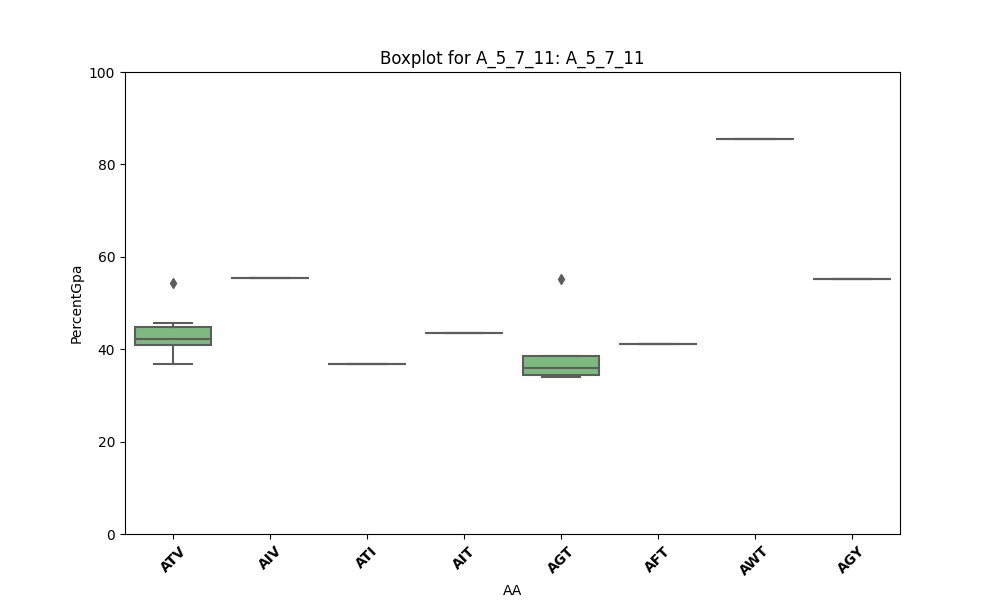 Boxplot for A_5_7_11: A_5_7_11
100
80
60
40
20
0
PercentGpa
ATV
AIV
ATI
AIT
AGT
AFT
AWT
AGY
AA